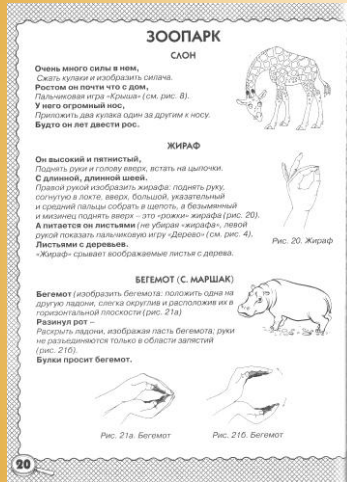 ЗООПАРК
СЛОН
Очень много силы в нем,
Сжать кулаки и изобразить силача.
Ростом он почти что с дом,
Пальчиковая игра «Крыша» (см. рис. 8).
У него огромный нос,
Приложить два кулака один за другим к носу.
Будто он лет двести рос.
ЖИРАФ
Он высокий и пятнистый,
Поднять руки и голову вверх, встать на цыпочки.
С длинной, длинной шеей.
Правой рукой изобразить жирафа: поднять руку,
согнутую в локте, вверх, большой, указательный
и средний пальцы собрать в щепоть, а безымянный
и мизинец поднять вверх – это «рожки» жирафа (рис. 20).
А питается он листьями (не убирая «жирафа», левой
рукой показать пальчиковую игру «Дерево» (см. рис. 4).
Листьями с деревьев.
«Жираф» срывает воображаемые листья с дерева.
Рис. 20. Жираф
БЕГЕМОТ (С. МАРШАК)
Бегемот (изобразить бегемота: положить одна на
другую ладони, слегка округлив и расположив их в
горизонтальной плоскости (рис. 21а)
Разинул рот –
Раскрыть ладони, изображая пасть бегемота; руки
не разъединяются только в области запястий
(рис. 21б).
Булки просит бегемот.
Рис. 21а. Бегемот
Рис. 21б. Бегемот
20